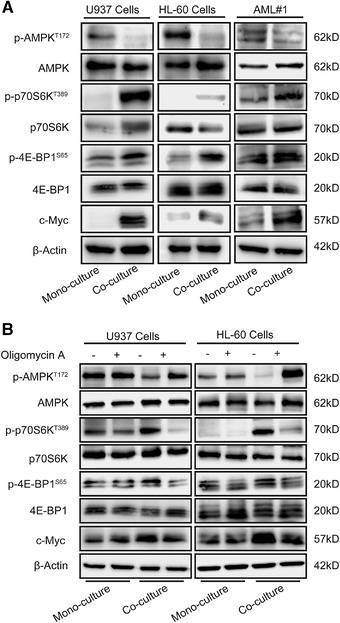 A
U937 Cells HL-60 Cells AML#1
p-AMPKT172 62kD
AMPK 62kD
p-p70S6KT389 70kD
p70S6K 70kD
p-4E-BP1S65 20kD
4E-BP1 20kD
c-Myc 57kD
β-Actin 42kD
Mono-culture Co-culture Mono-culture Co-culture Mono-culture Co-culture
B
U937 Cells HL-60 Cells
Oligomycin A - + - + - + - +
p-AMPKT172 62kD
AMPK 62kD
p-p70S6KT389 70kD
p70S6K 70kD
p-4E-BP1S65 20kD
4E-BP1 20kD
c-Myc 57kD
β-Actin 42kD
Mono-culture Co-culture Mono-culture Co-culture